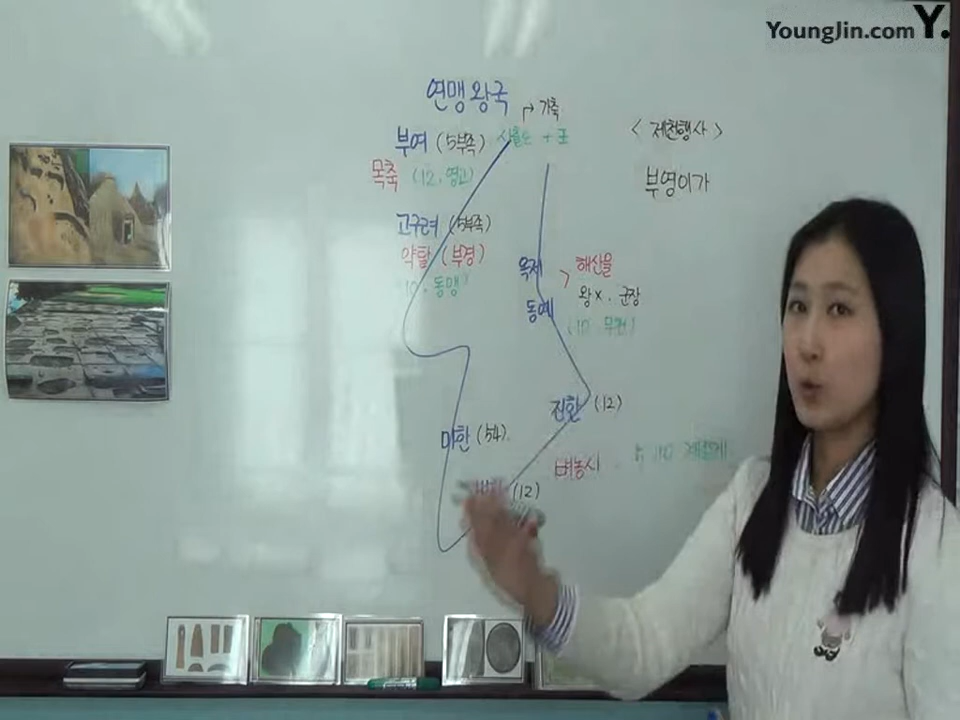 YoungJin.com Y.
연맹 왕국
→ 가축
부여 (5부족) 사출도 + 포
< 제천행사 >
목축 (12. 영고)
부영이가
고구려 (5부족)
약탈 (부경)
10. 동맹)
옥저
> 해산물
동예
왕x. 군장
(10. 무천)
진한 (12)
마한 (54).
벼농사
5, 10 계절제
(12)